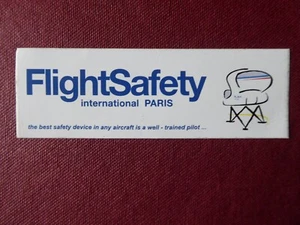 FlightSafety
international PARIS
the best safety device in any aircraft is a well - trained pilot ...